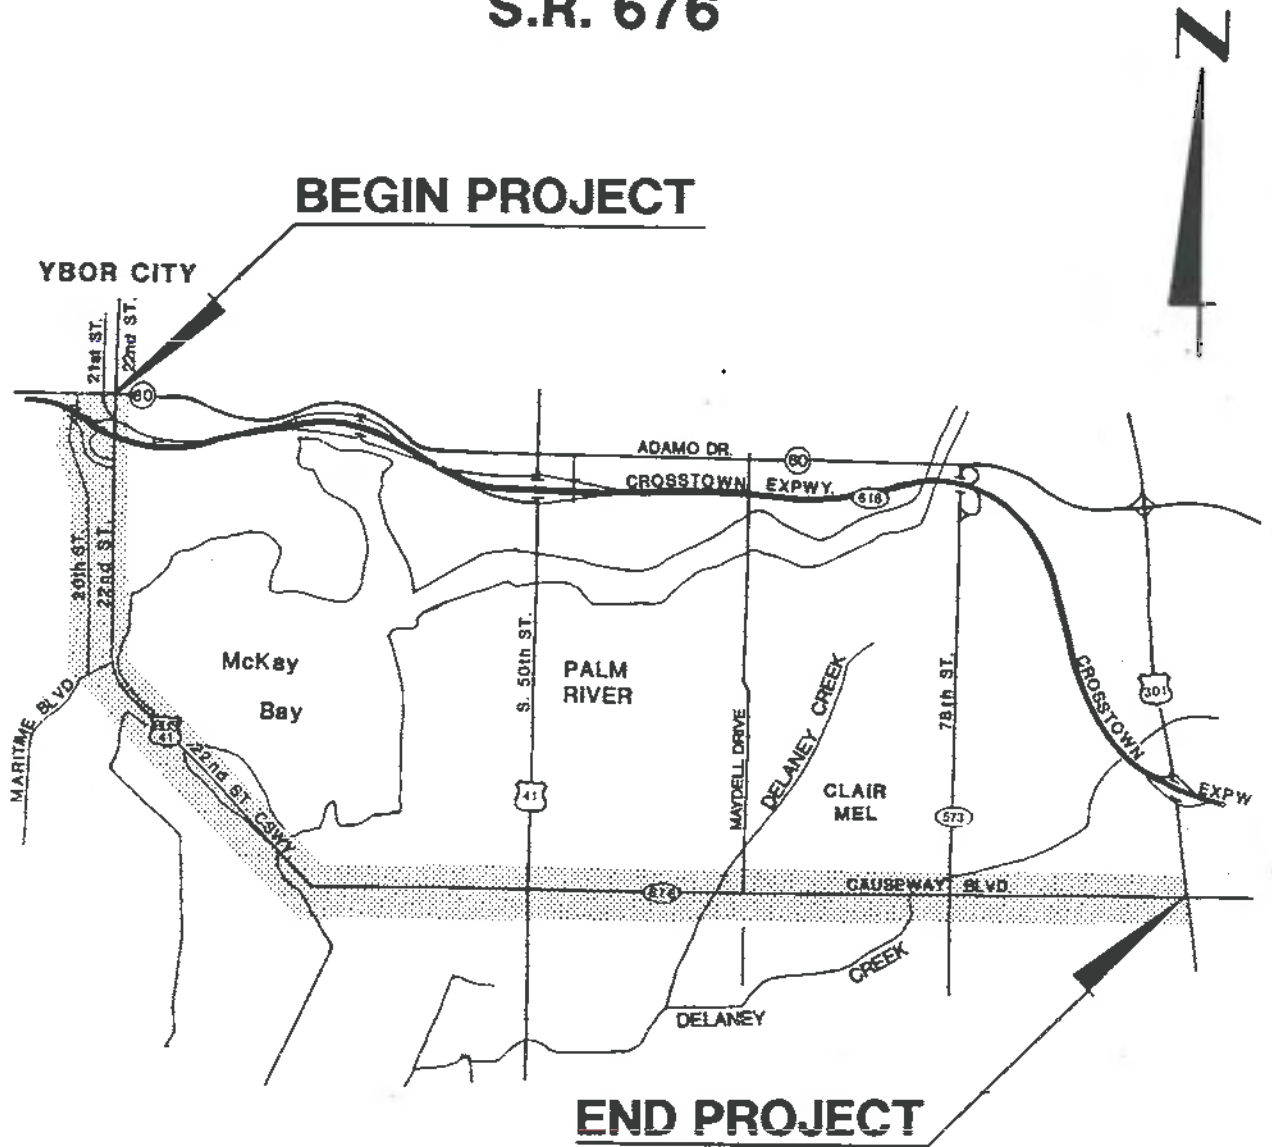 S.R. 676
N
BEGIN PROJECT
YBOR CITY
21st ST.
22nd ST.
60
ADAMO DR.
60
CROSSTOWN EXPWY.
618
20th ST.
22nd ST.
McKay
Bay
S. 50th ST.
PALM
RIVER
MAYDELL DRIVE
DELANEY CREEK
78th ST.
CROSSTOWN
EXPW
301
MARITIME BLVD
41
22nd ST. CSWY
41
CLAIR
MEL
573
676
CAUSEWAY BLVD
CREEK
DELANEY
END PROJECT